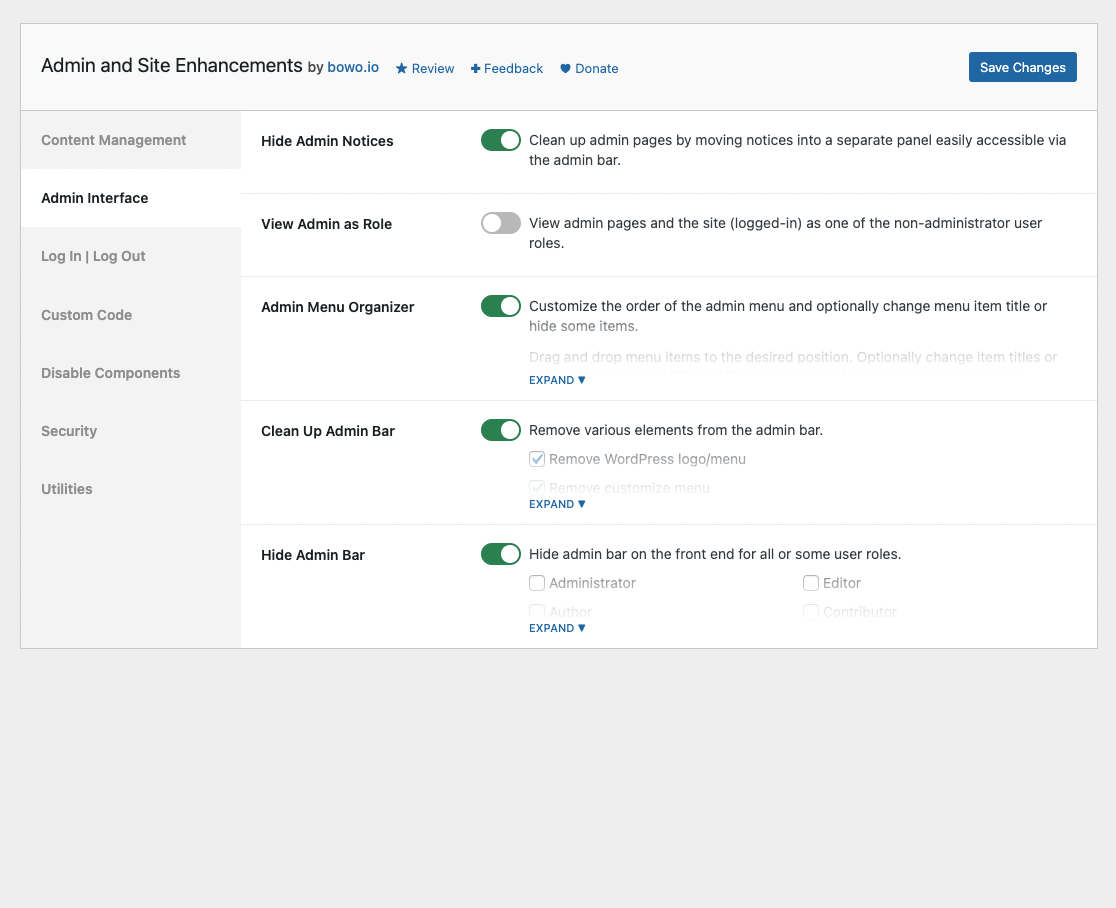 Admin and Site Enhancements by bowo.io Review Feedback Donate
Save Changes
Content Management
Admin Interface
Log In | Log Out
Custom Code
Disable Components
Security
Utilities
Hide Admin Notices
Clean up admin pages by moving notices into a separate panel easily accessible via
the admin bar.
View Admin as Role
View admin pages and the site (logged-in) as one of the non-administrator user
roles.
Admin Menu Organizer
Customize the order of the admin menu and optionally change menu item title or
hide some items.
Drag and drop menu items to the desired position. Optionally change item titles or
EXPAND ▼
Clean Up Admin Bar
Remove various elements from the admin bar.
Remove WordPress logo/menu
Remove customize menu
EXPAND ▼
Hide Admin Bar
Hide admin bar on the front end for all or some user roles.
Administrator
Editor
Author
Contributor
EXPAND ▼